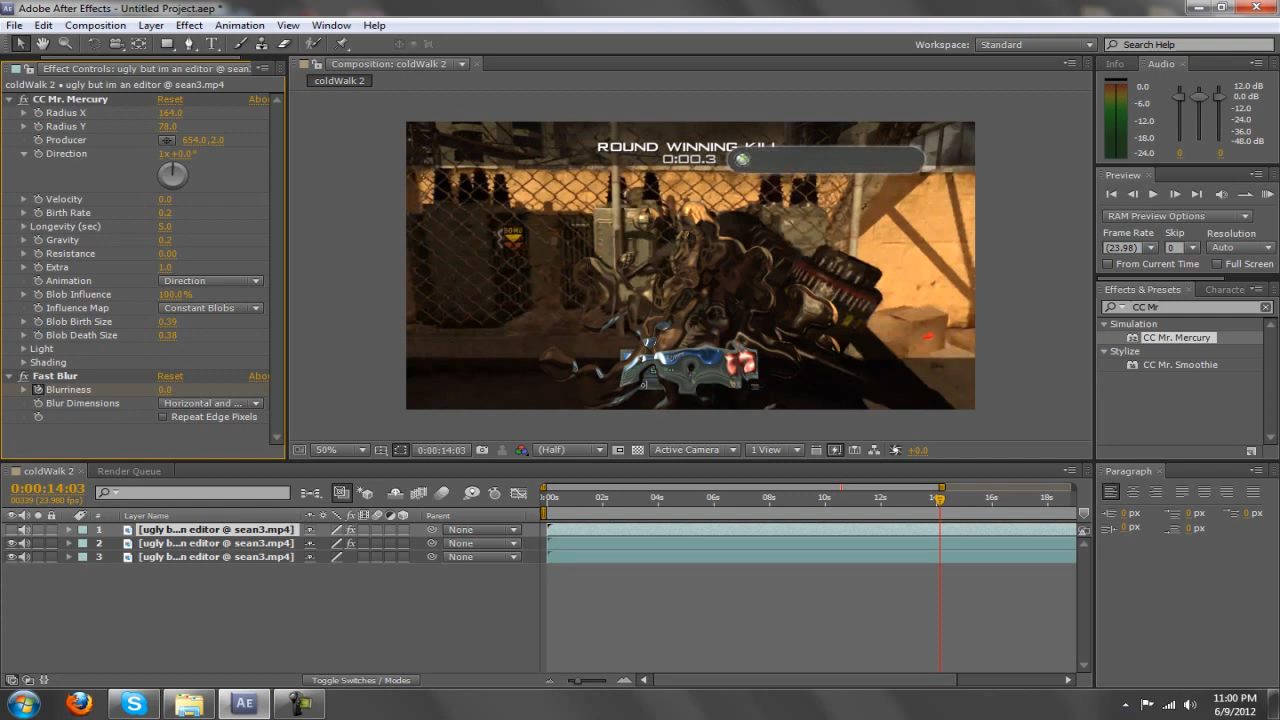 Adobe After Effects - Untitled Project.aep *
File Edit Composition Layer Effect Animation View Window Help
Workspace: Standard
Search Help
Effect Controls: ugly but im an editor @ sean3.mp4
coldWalk 2 • ugly but im an editor @ sean3.mp4
CC Mr. Mercury Reset Abou
Radius X 164.0
Radius Y 78.0
Producer 654.0,2.0
Direction 1x+0.0°
Velocity 0.0
Birth Rate 0.2
Longevity (sec) 5.0
Gravity 0.2
Resistance 0.00
Extra 1.0
Animation Direction
Blob Influence 100.0%
Influence Map Constant Blobs
Blob Birth Size 0.39
Blob Death Size 0.38
Light
Shading
Fast Blur Reset Abou
Blurriness 0.0
Blur Dimensions Horizontal and ...
Repeat Edge Pixels
Composition: coldWalk 2
coldWalk 2
ROUND WINNING KILL
0:00.3
50% 0:00:14:03 (Half) Active Camera 1 View +0.0
Info Audio
0.0 12.0 dB
-6.0 0.0 dB
-12.0 -12.0 dB
-18.0 -24.0 dB
-24.0 -36.0 dB
-48.0 dB
0 0
Preview
RAM Preview Options
Frame Rate Skip Resolution
(23.98) 0 Auto
From Current Time Full Screen
Effects & Presets Characte
CC Mr
Simulation
CC Mr. Mercury
Stylize
CC Mr. Smoothie
coldWalk 2 Render Queue
0:00:14:03
00339 (23.980 fps)
# Layer Name Parent
1 [ugly b...n editor @ sean3.mp4] None
2 [ugly b...n editor @ sean3.mp4] None
3 [ugly b...n editor @ sean3.mp4] None
02s 04s 06s 08s 10s 12s 16s 18s
Toggle Switches / Modes
Paragraph
0 px 0 px 0 px
0 px 0 px
11:00 PM
6/9/2012